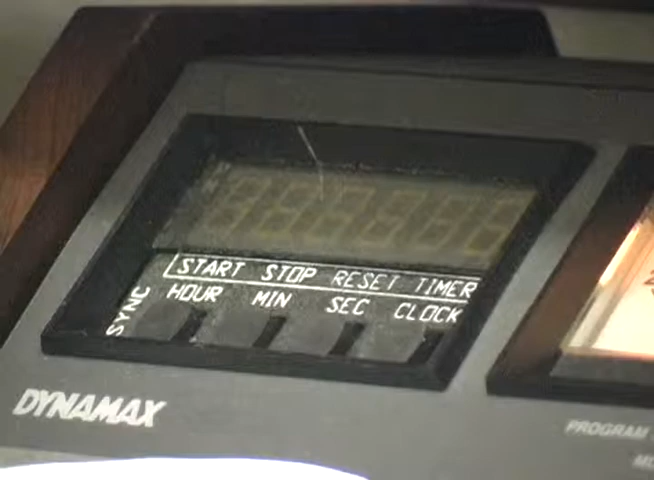 START STOP RESET TIMER
HOUR MIN SEC CLOCK
SYNC
DYNAMAX
PROGRAM